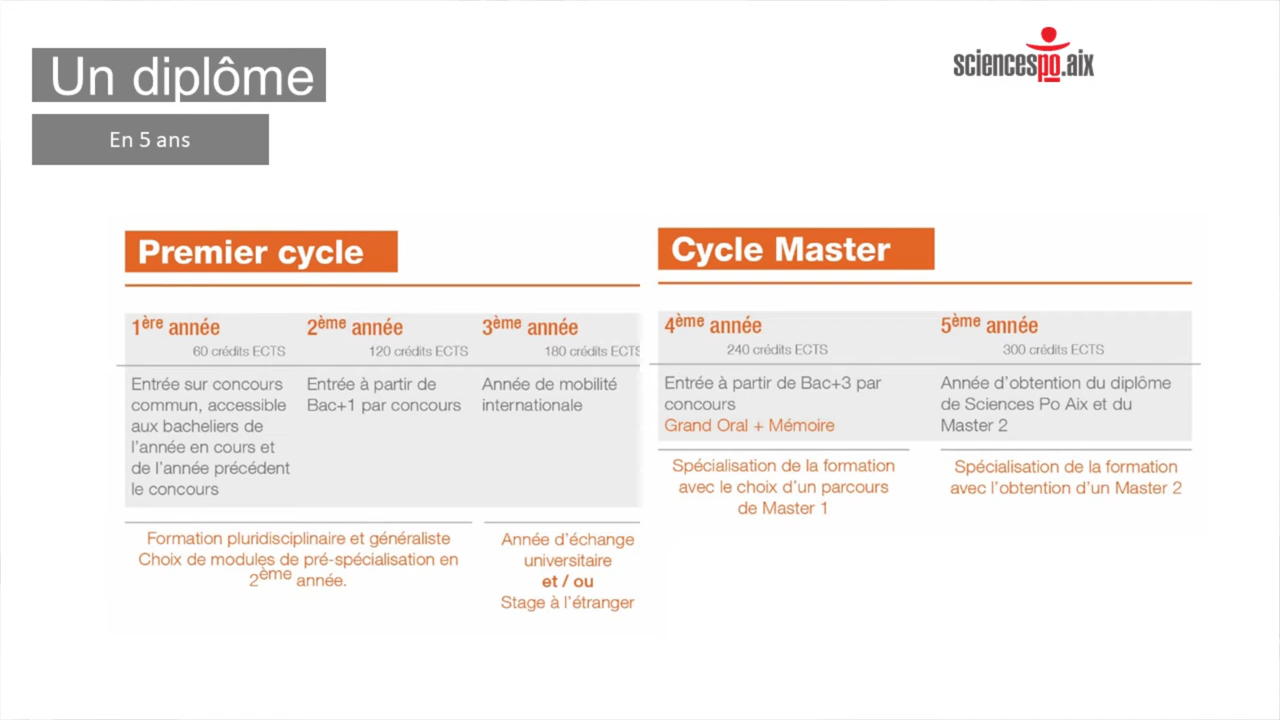 Un diplôme
sciencespo.aix
En 5 ans
Premier cycle
1ère année
60 crédits ECTS
Entrée sur concours
commun, accessible
aux bacheliers de
l'année en cours et
de l'année précédent
le concours
2ème année
120 crédits ECTS
Entrée à partir de
Bac+1 par concours
3ème année
180 crédits ECTS
Année de mobilité
internationale
Formation pluridisciplinaire et généraliste
Choix de modules de pré-spécialisation en
2ème année.
Année d'échange
universitaire
et / ou
Stage à l'étranger
Cycle Master
4ème année
240 crédits ECTS
Entrée à partir de Bac+3 par
concours
Grand Oral + Mémoire
Spécialisation de la formation
avec le choix d'un parcours
de Master 1
5ème année
300 crédits ECTS
Année d'obtention du diplôme
de Sciences Po Aix et du
Master 2
Spécialisation de la formation
avec l'obtention d'un Master 2